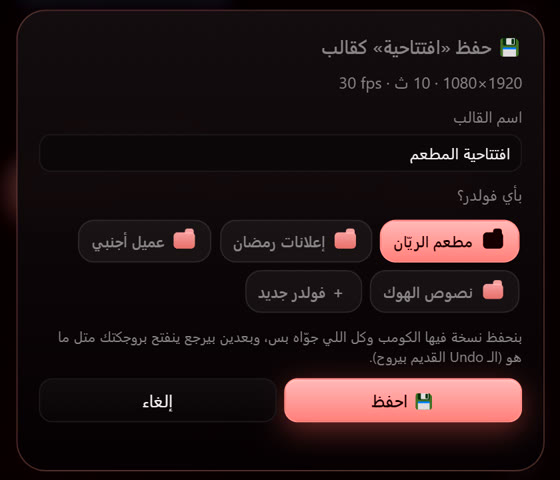 💾 حفظ «افتتاحية» كقالب
1080×1920 · 10 ث · 30 fps
اسم القالب
افتتاحية المطعم
بأي فولدر؟
مطعم الريّان
إعلانات رمضان
عميل أجنبي
نصوص الهوك
+ فولدر جديد
بنحفظ نسخة فيها الكومب وكل اللي جوّاه بس، وبعدين بيرجع ينفتح بروجكتك متل ما
هو (الـ Undo القديم بيروح).
💾 احفظ
إلغاء